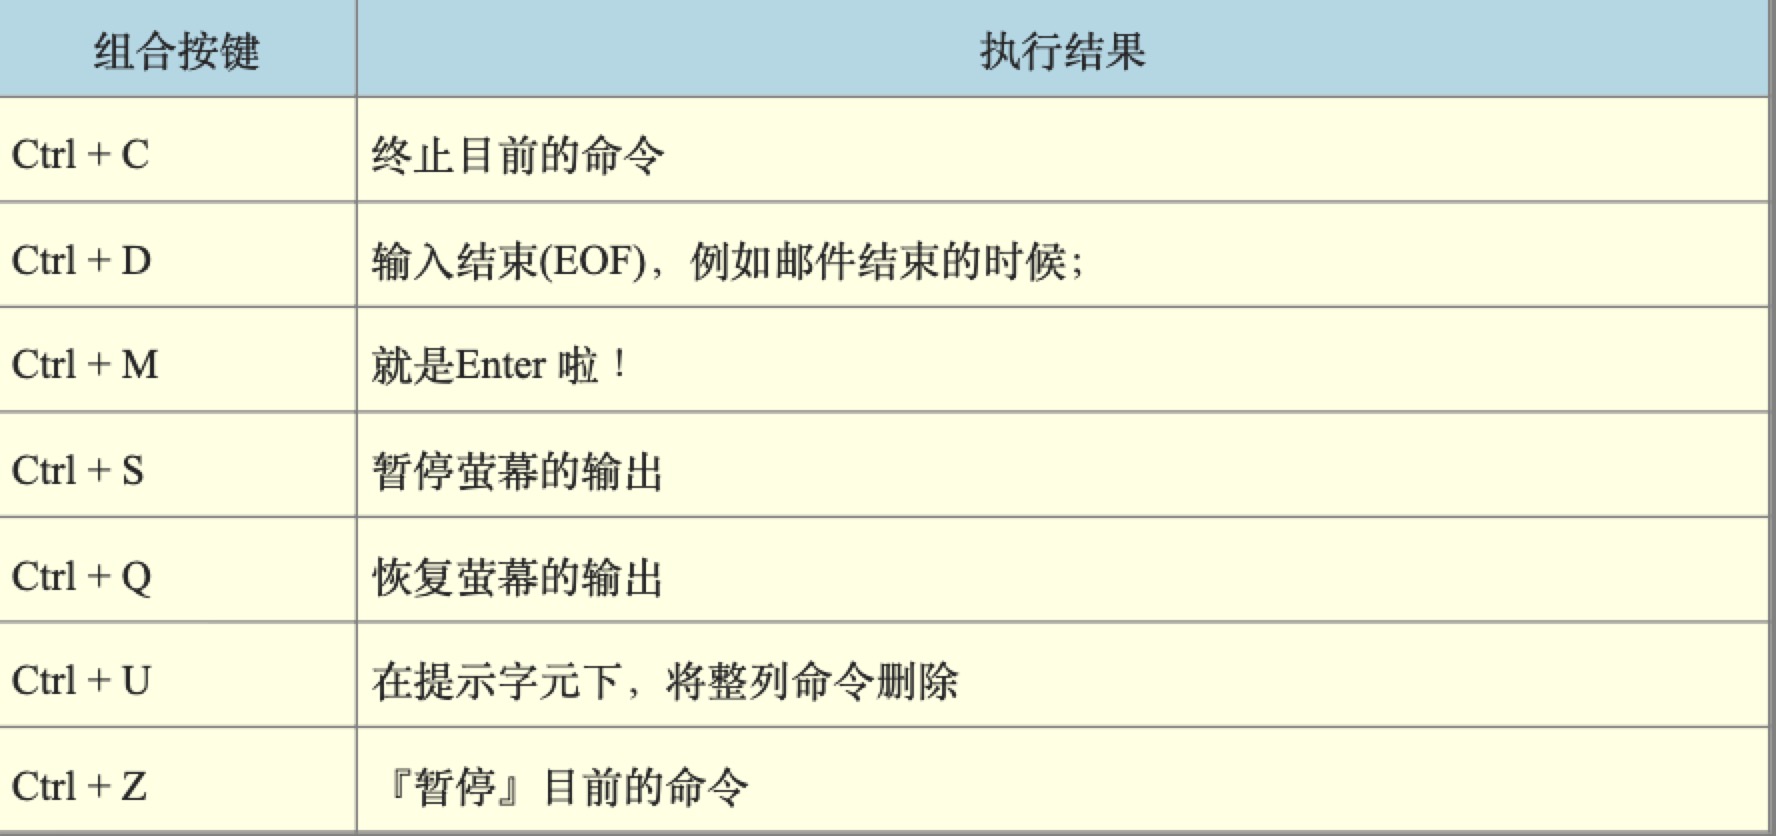 组合按键 执行结果
Ctrl + C 终止目前的命令
Ctrl + D 输入结束(EOF)，例如邮件结束的时候；
Ctrl + M 就是Enter 啦！
Ctrl + S 暂停萤幕的输出
Ctrl + Q 恢复萤幕的输出
Ctrl + U 在提示字元下，将整列命令删除
Ctrl + Z 『暂停』目前的命令